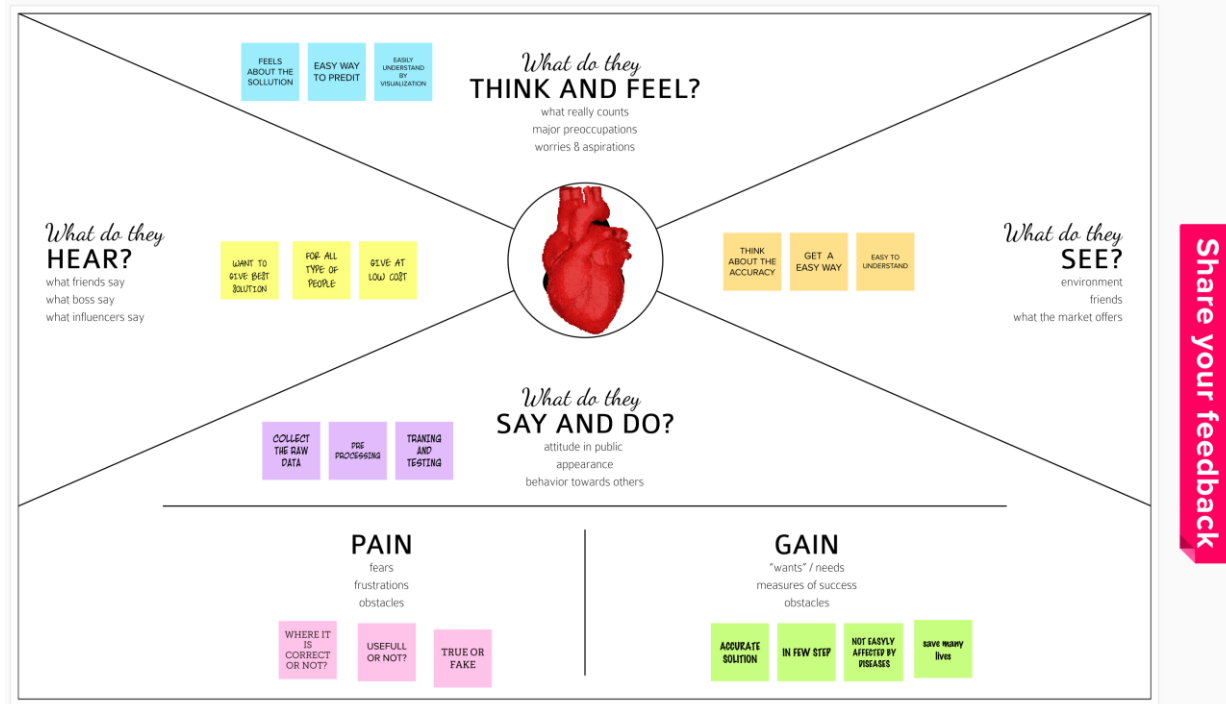 FEELS
ABOUT THE
SOLLUTION
EASY WAY
TO PREDIT
EASILY
UNDERSTAND
BY
VISUALIZATION
What do they
THINK AND FEEL?
what really counts
major preoccupations
worries & aspirations
What do they
HEAR?
what friends say
what boss say
what influencers say
WANT TO
GIVE BEST
SOLUTION
FOR ALL
TYPE OF
PEOPLE
GIVE AT
LOW COST
THINK
ABOUT THE
ACCURACY
GET A
EASY WAY
EASY TO
UNDERSTAND
What do they
SEE?
environment
friends
what the market offers
What do they
SAY AND DO?
attitude in public
appearance
behavior towards others
COLLECT
THE RAW
DATA
PRE
PROCESSING
TRANING
AND
TESTING
PAIN
fears
frustrations
obstacles
WHERE IT
IS
CORRECT
OR NOT?
USEFULL
OR NOT?
TRUE OR
FAKE
GAIN
"wants" / needs
measures of success
obstacles
ACCURATE
SOLITION
IN FEW STEP
NOT EASYLY
AFFECTED BY
DISEASES
save many
lives
Share your feedback